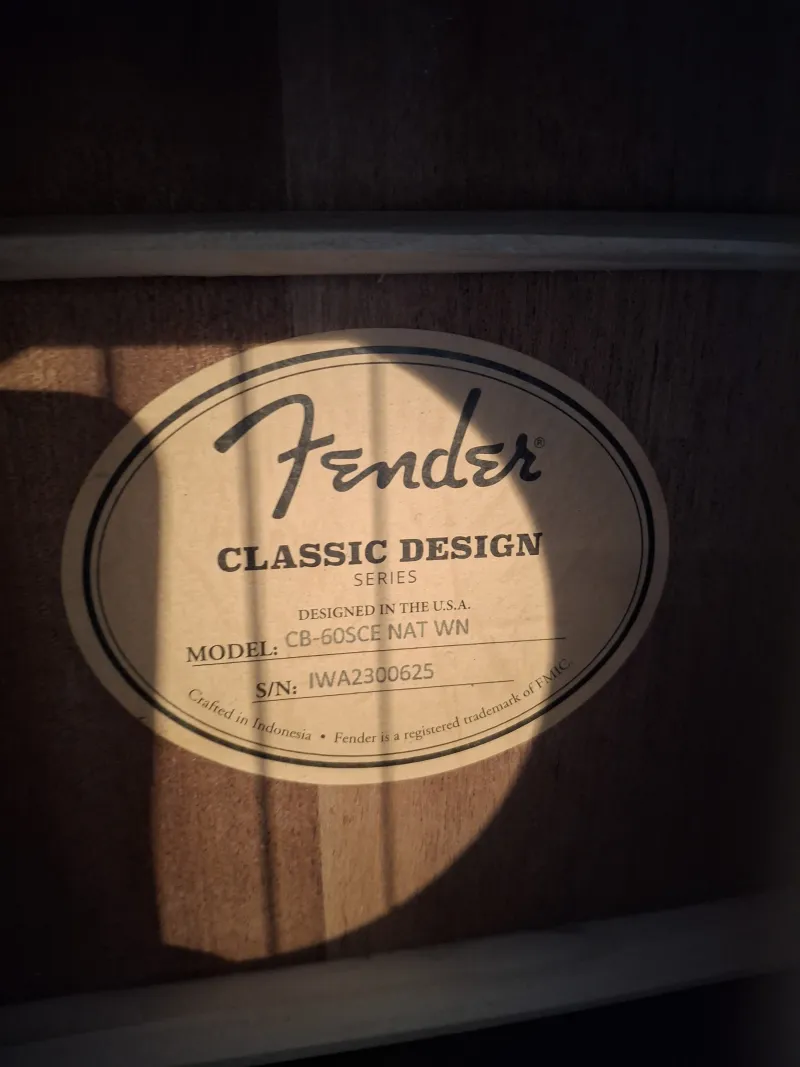 Fender®
CLASSIC DESIGN
SERIES
DESIGNED IN THE U.S.A.
MODEL: CB-60SCE NAT WN
S/N: IWA2300625
Crafted in Indonesia • Fender is a registered trademark of FMIC.